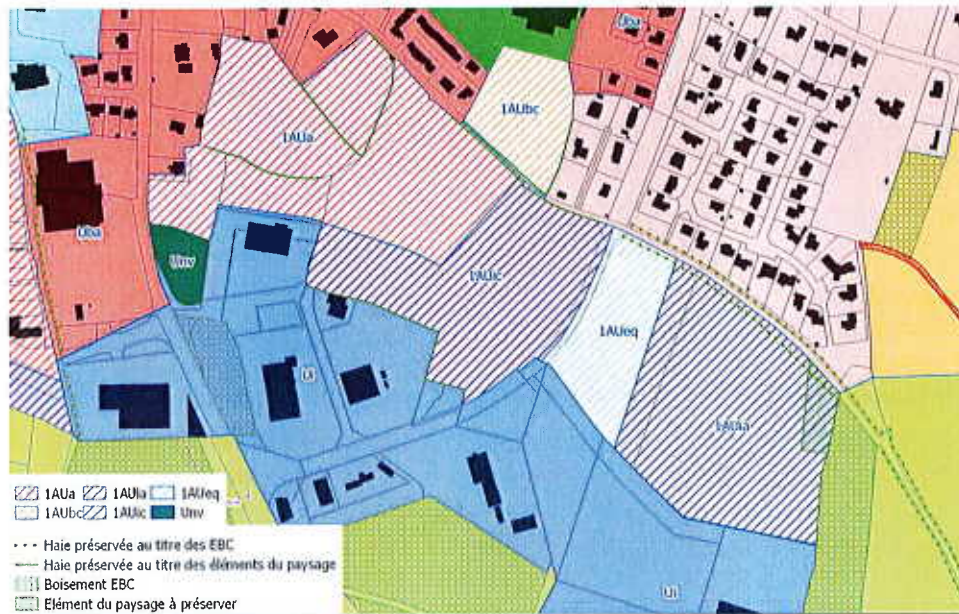 Uba
1AUbc
1AUa
Uba
Unv
1AUic
1AUeq
Ui
1AUia
Ui
1AUa 1AUia 1AUeq
1AUbc 1AUic Unv
Haie préservée au titre des EBC
Haie préservée au titre des éléments du paysage
Boisement EBC
Elément du paysage à préserver